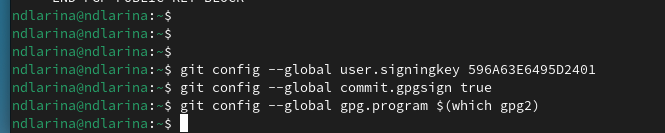 END PGP PUBLIC KEY BLOCK
ndlarina@ndlarina:~$
ndlarina@ndlarina:~$
ndlarina@ndlarina:~$
ndlarina@ndlarina:~$ git config --global user.signingkey 596A63E6495D2401
ndlarina@ndlarina:~$ git config --global commit.gpgsign true
ndlarina@ndlarina:~$ git config --global gpg.program $(which gpg2)
ndlarina@ndlarina:~$